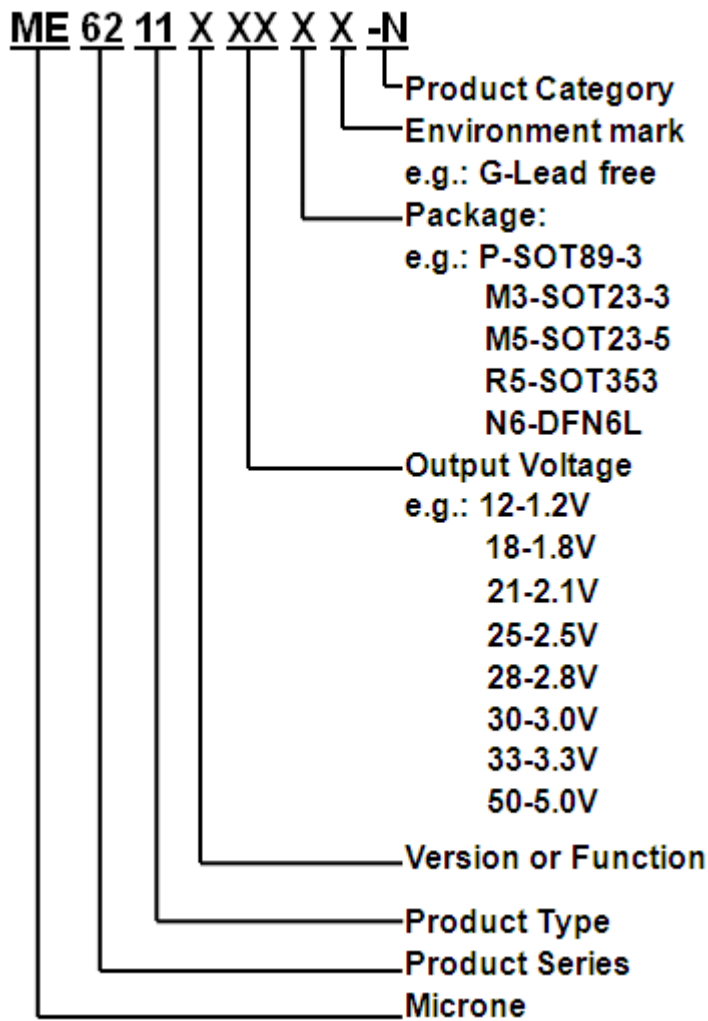 ME 62 11 X XX X X -N
Product Category
Environment mark
e.g.: G-Lead free
Package:
e.g.: P-SOT89-3
M3-SOT23-3
M5-SOT23-5
R5-SOT353
N6-DFN6L
Output Voltage
e.g.: 12-1.2V
18-1.8V
21-2.1V
25-2.5V
28-2.8V
30-3.0V
33-3.3V
50-5.0V
Version or Function
Product Type
Product Series
Microne